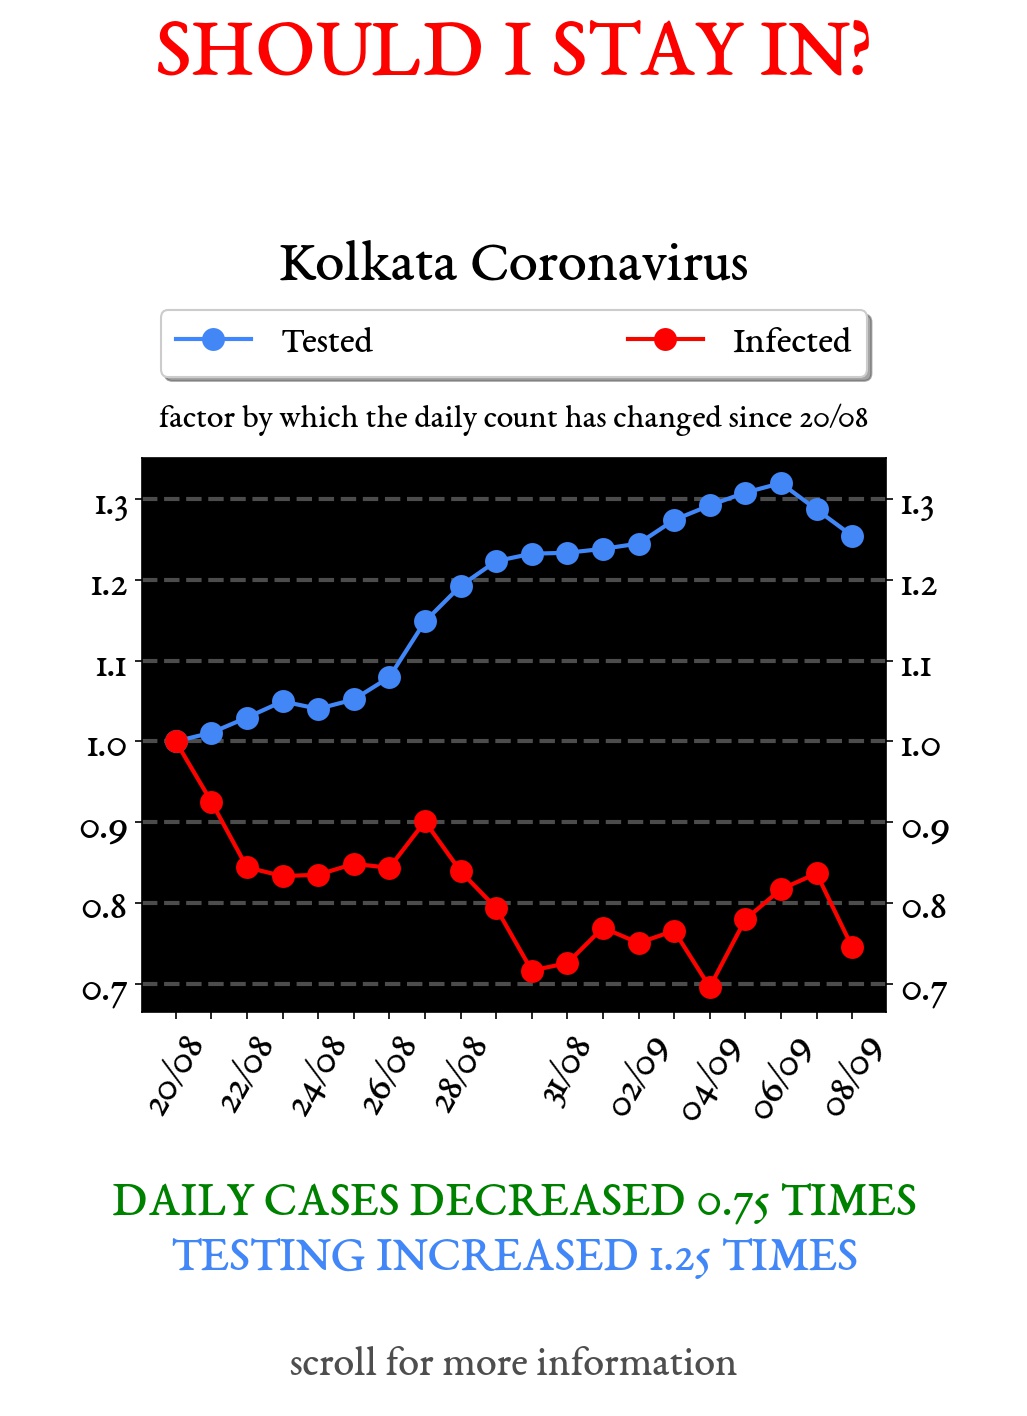 SHOULD I STAY IN?
Kolkata Coronavirus
Tested Infected
factor by which the daily count has changed since 20/08
1.3 1.3
1.2 1.2
1.1 1.1
1.0 1.0
0.9 0.9
0.8 0.8
0.7 0.7
20/08 22/08 24/08 26/08 28/08 31/08 02/09 04/09 06/09 08/09
DAILY CASES DECREASED 0.75 TIMES
TESTING INCREASED 1.25 TIMES
scroll for more information